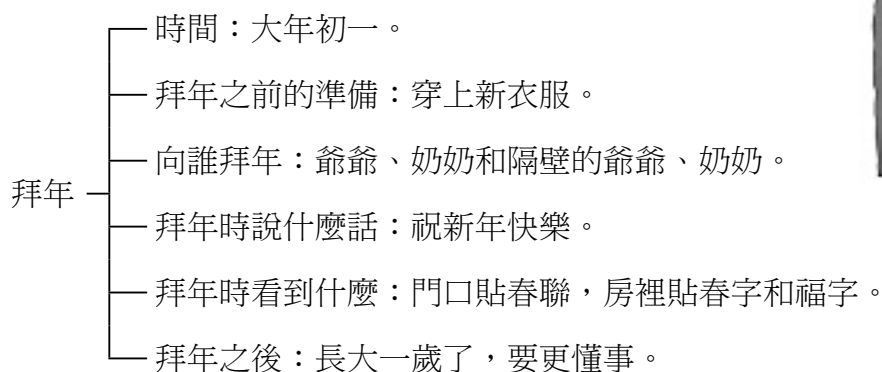 時間：大年初一。
拜年之前的準備：穿上新衣服。
向誰拜年：爺爺、奶奶和隔壁的爺爺、奶奶。
拜年
拜年時說什麼話：祝新年快樂。
拜年時看到什麼：門口貼春聯，房裡貼春字和福字。
拜年之後：長大一歲了，要更懂事。